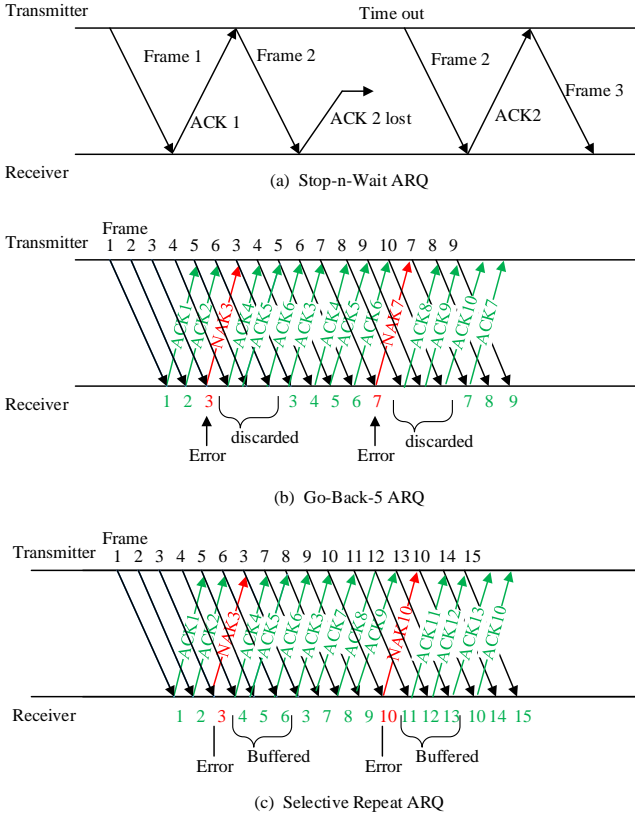 Transmitter
Time out
Frame 1
Frame 2
Frame 2
Frame 3
ACK 1
ACK 2 lost
ACK2
Receiver
(a) Stop-n-Wait ARQ
Frame
Transmitter
1 2 3 4 5 6 3 4 5 6 7 8 9 10 7 8 9
ACK1 ACK2 NAK3 ACK4 ACK5 ACK6 ACK3 ACK4 ACK5 ACK6 NAK7 ACK8 ACK9 ACK10 ACK7
Receiver
1 2 3 3 4 5 6 7 7 8 9
discarded
discarded
Error
Error
(b) Go-Back-5 ARQ
Frame
Transmitter
1 2 3 4 5 6 3 7 8 9 10 11 12 13 10 14 15
ACK1 ACK2 NAK3 ACK4 ACK5 ACK6 ACK3 ACK7 ACK8 ACK9 NAK10 ACK11 ACK12 ACK13 ACK10
Receiver
1 2 3 4 5 6 3 7 8 9 10 11 12 13 10 14 15
Buffered
Buffered
Error
Error
(c) Selective Repeat ARQ